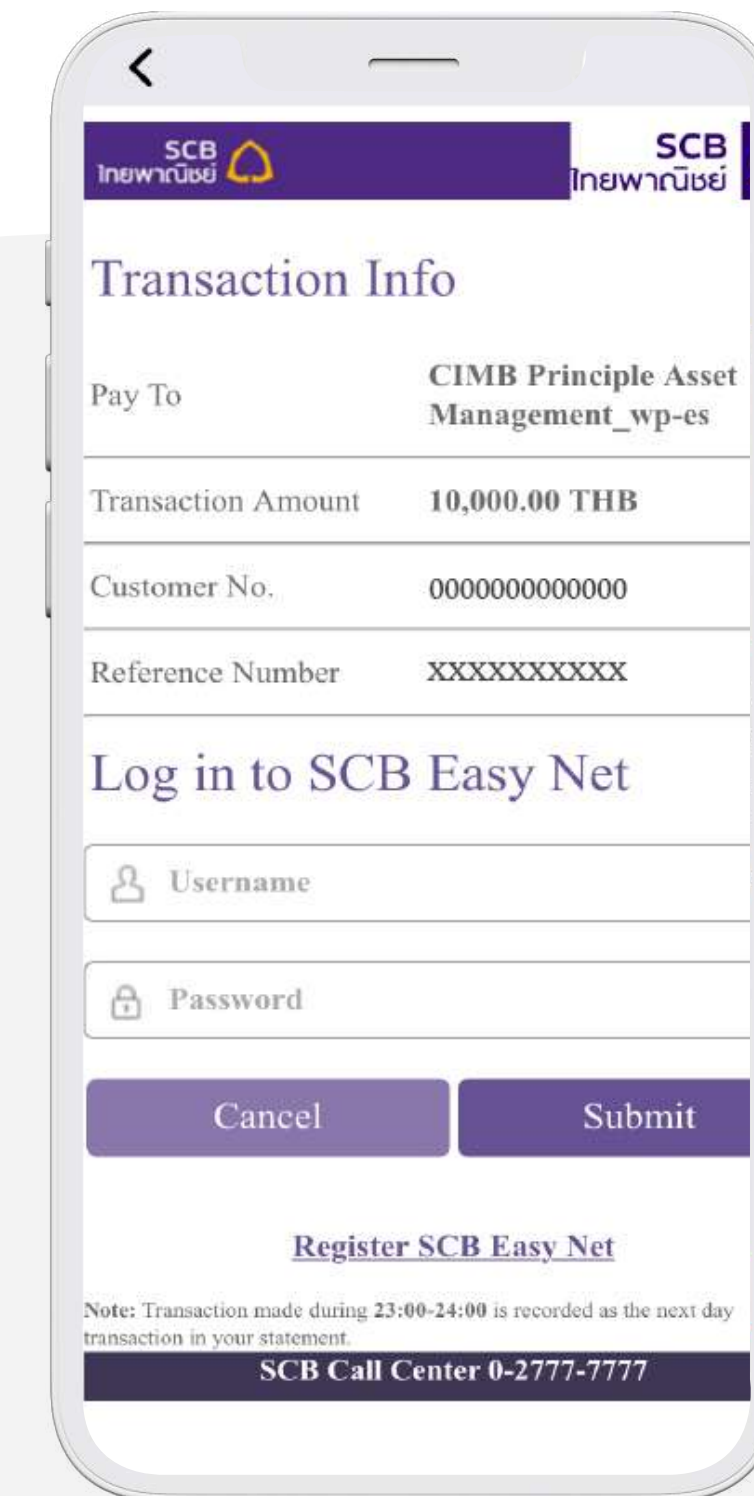 SCB
ไทยพาณิชย์
SCB
ไทยพาณิชย์
Transaction Info
Pay To
CIMB Principle Asset
Management_wp-es
Transaction Amount 10,000.00 THB
Customer No. 0000000000000
Reference Number XXXXXXXXXX
Log in to SCB Easy Net
Username
Password
Cancel Submit
Register SCB Easy Net
Note: Transaction made during 23:00-24:00 is recorded as the next day
transaction in your statement.
SCB Call Center 0-2777-7777